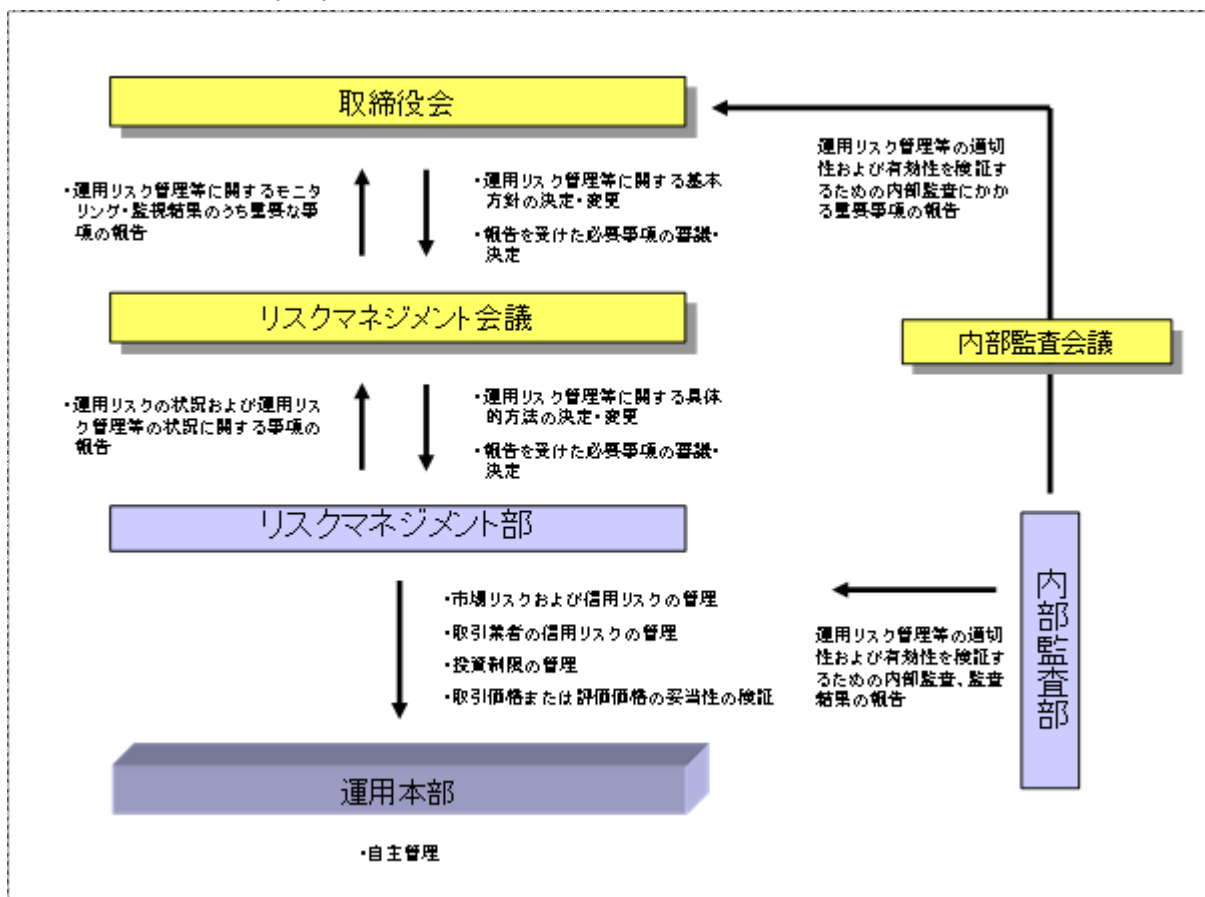 取締役会
・運用リスク管理等に関するモニ
タリング・監視結果のうち重要な事
項の報告
・運用リスク管理等に関する基本
方針の決定・変更
・報告を受けた必要事項の審議・
決定
運用リスク管理等の適切
性および有効性を検証す
るための内部監査にかか
る重要事項の報告
リスクマネジメント会議
内部監査会議
・運用リスクの状況および運用リス
ク管理等の状況に関する事項の
報告
・運用リスク管理等に関する具体
的方法の決定・変更
・報告を受けた必要事項の審議・
決定
リスクマネジメント部
・市場リスクおよび信用リスクの管理
・取引業者の信用リスクの管理
・投資制限の管理
・取引価格または評価価格の妥当性の検証
運用リスク管理等の適切
性および有効性を検証す
るための内部監査、監査
結果の報告
内部監査部
運用本部
・自主管理